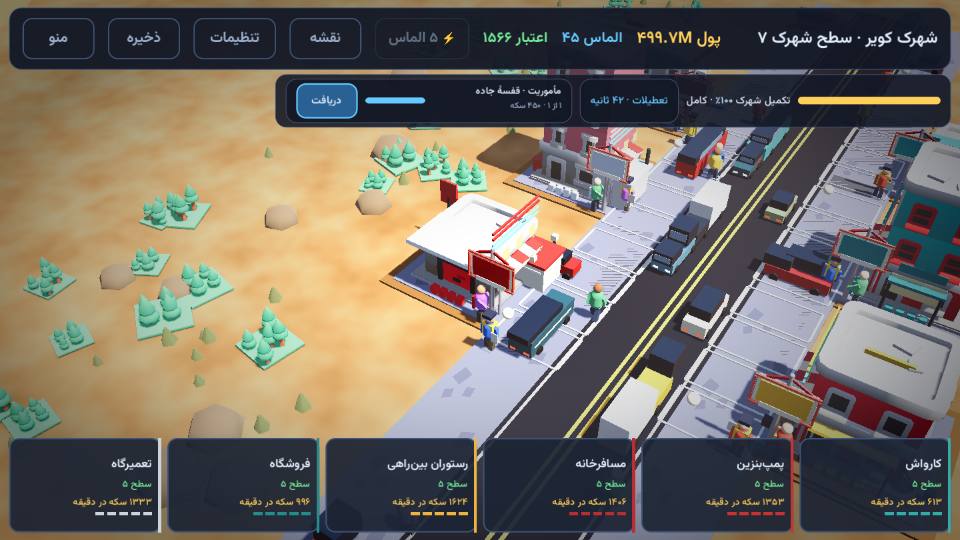 شهرک کویر · سطح شهرک ۷
پول ۴۹۹.۷M
الماس ۴۵
اعتبار ۱۵۶۶
⚡ ۵ الماس
نقشه
تنظیمات
ذخیره
منو
تکمیل شهرک ۱۰۰٪ · کامل
تعطیلات · ۴۲ ثانیه
مأموریت · قفسهٔ جاده
۱ از ۱ · ۴۵۰ سکه
دریافت
کارواش
سطح ۵
۶۱۳ سکه در دقیقه
پمپ‌بنزین
سطح ۵
۱۳۵۳ سکه در دقیقه
مسافرخانه
سطح ۵
۱۴۰۶ سکه در دقیقه
رستوران بین‌راهی
سطح ۵
۱۶۲۴ سکه در دقیقه
فروشگاه
سطح ۵
۹۹۶ سکه در دقیقه
تعمیرگاه
سطح ۵
۱۳۳۳ سکه در دقیقه